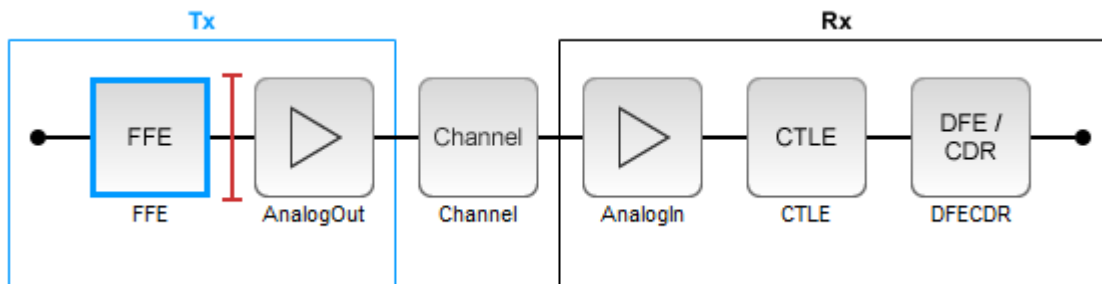 Tx
Rx
FFE
Channel
CTLE
DFE /
CDR
FFE
AnalogOut
Channel
AnalogIn
CTLE
DFECDR